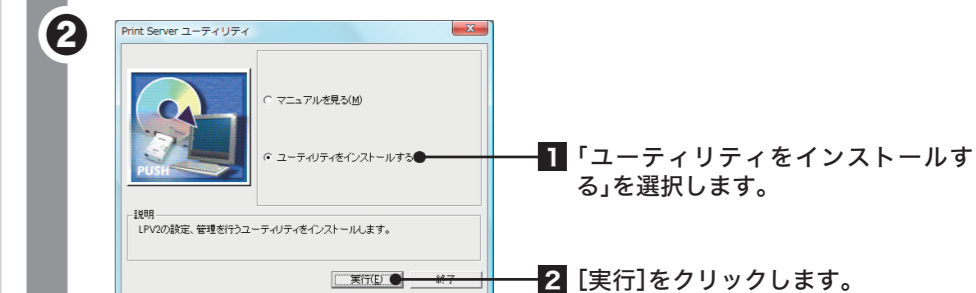 2
Print Server ユーティリティ
マニュアルを見る(M)
ユーティリティをインストールする
PUSH
説明
LPV2の設定、管理を行うユーティリティをインストールします。
実行(E)
終了
1 「ユーティリティをインストールす
る」を選択します。
2 [実行]をクリックします。